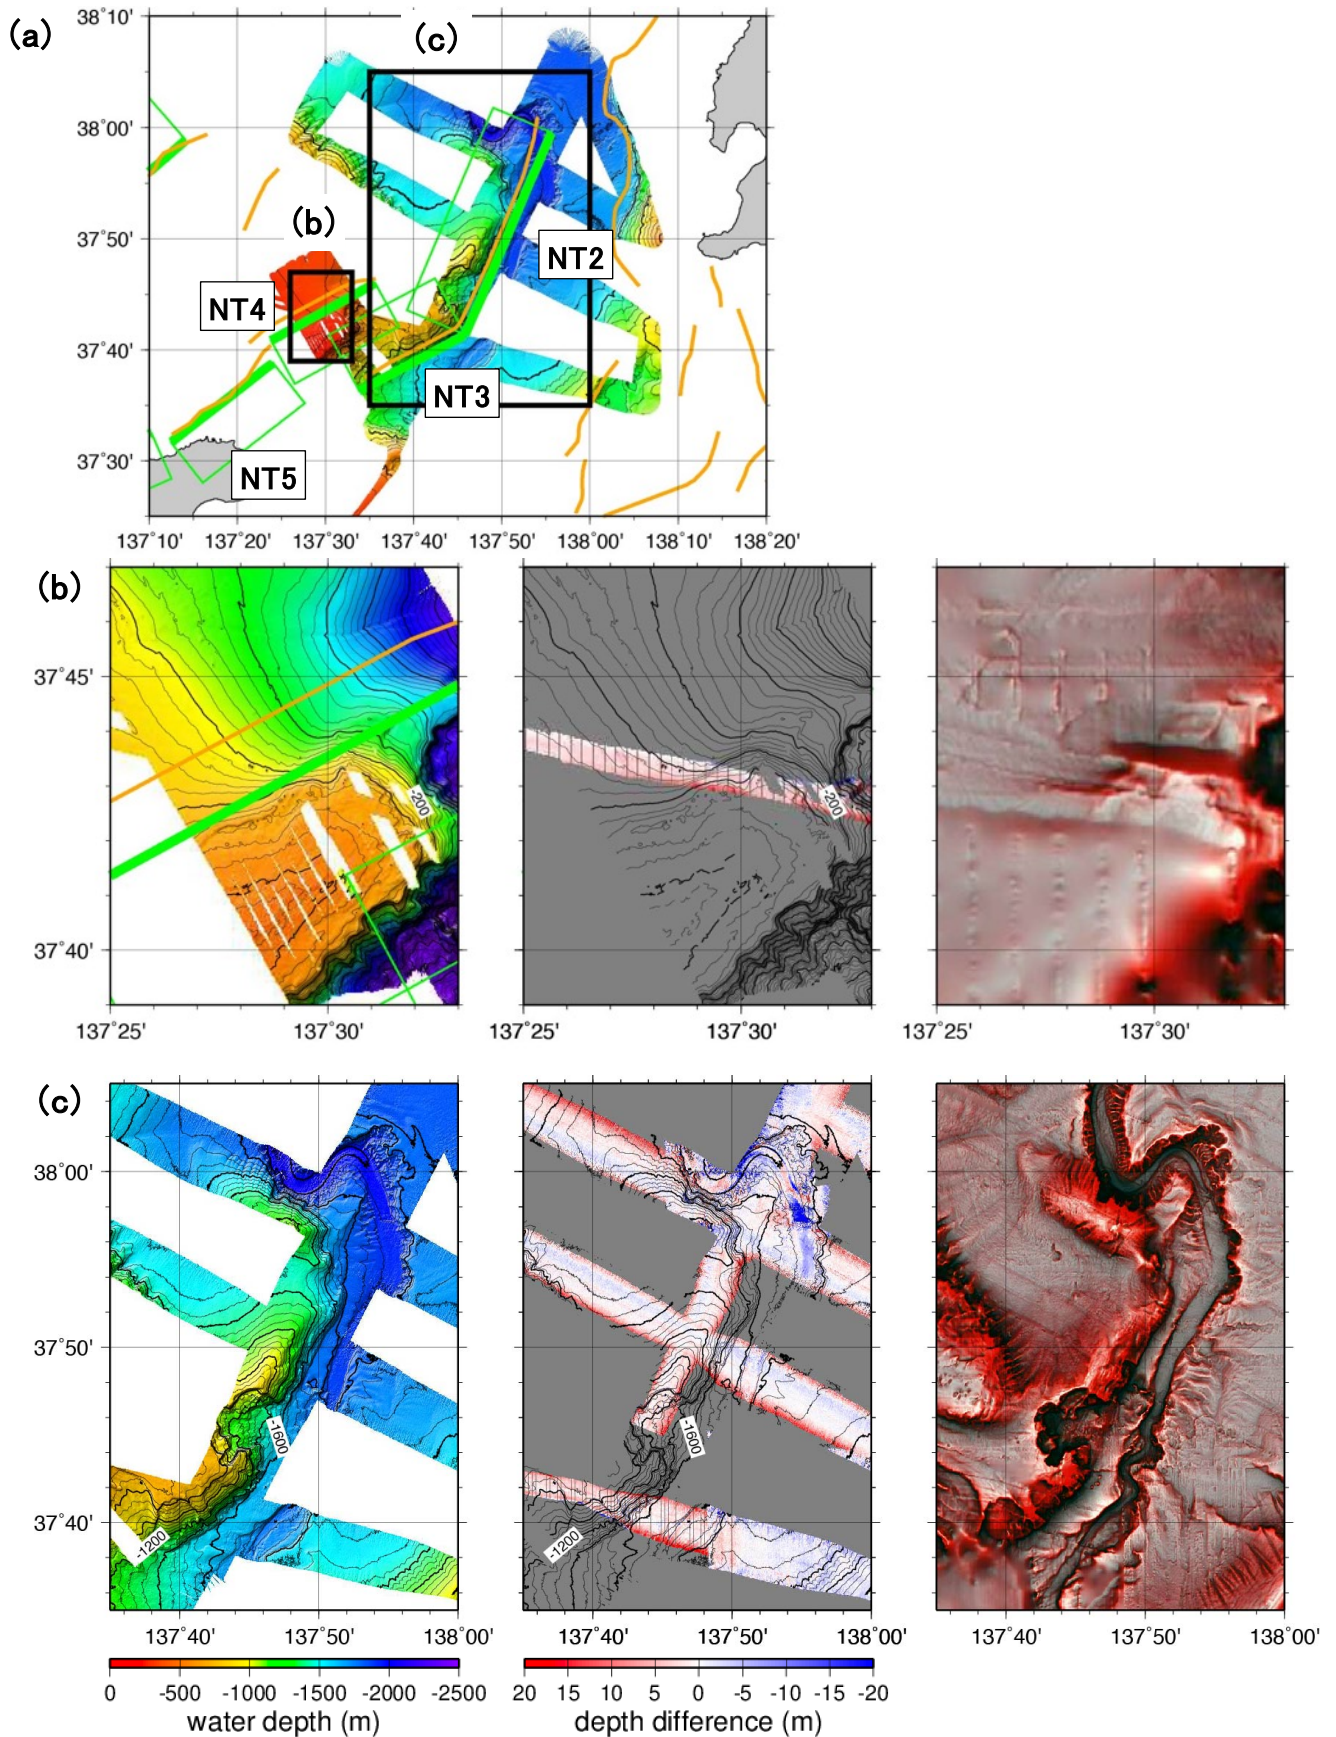 (a)
(c)
(b)
38°10'
38°00'
37°50'
37°40'
37°30'
NT2
NT4
NT3
NT5
137°10' 137°20' 137°30' 137°40' 137°50' 138°00' 138°10' 138°20'
(b)
37°45'
37°40'
-200
-200
137°25' 137°30' 137°25' 137°30' 137°25' 137°30'
(c)
38°00'
37°50'
37°40'
-1600
-1200
-1600
-1200
137°40' 137°50' 138°00' 137°40' 137°50' 138°00' 137°40' 137°50' 138°00'
0 -500 -1000 -1500 -2000 -2500
water depth (m)
20 15 10 5 0 -5 -10 -15 -20
depth difference (m)